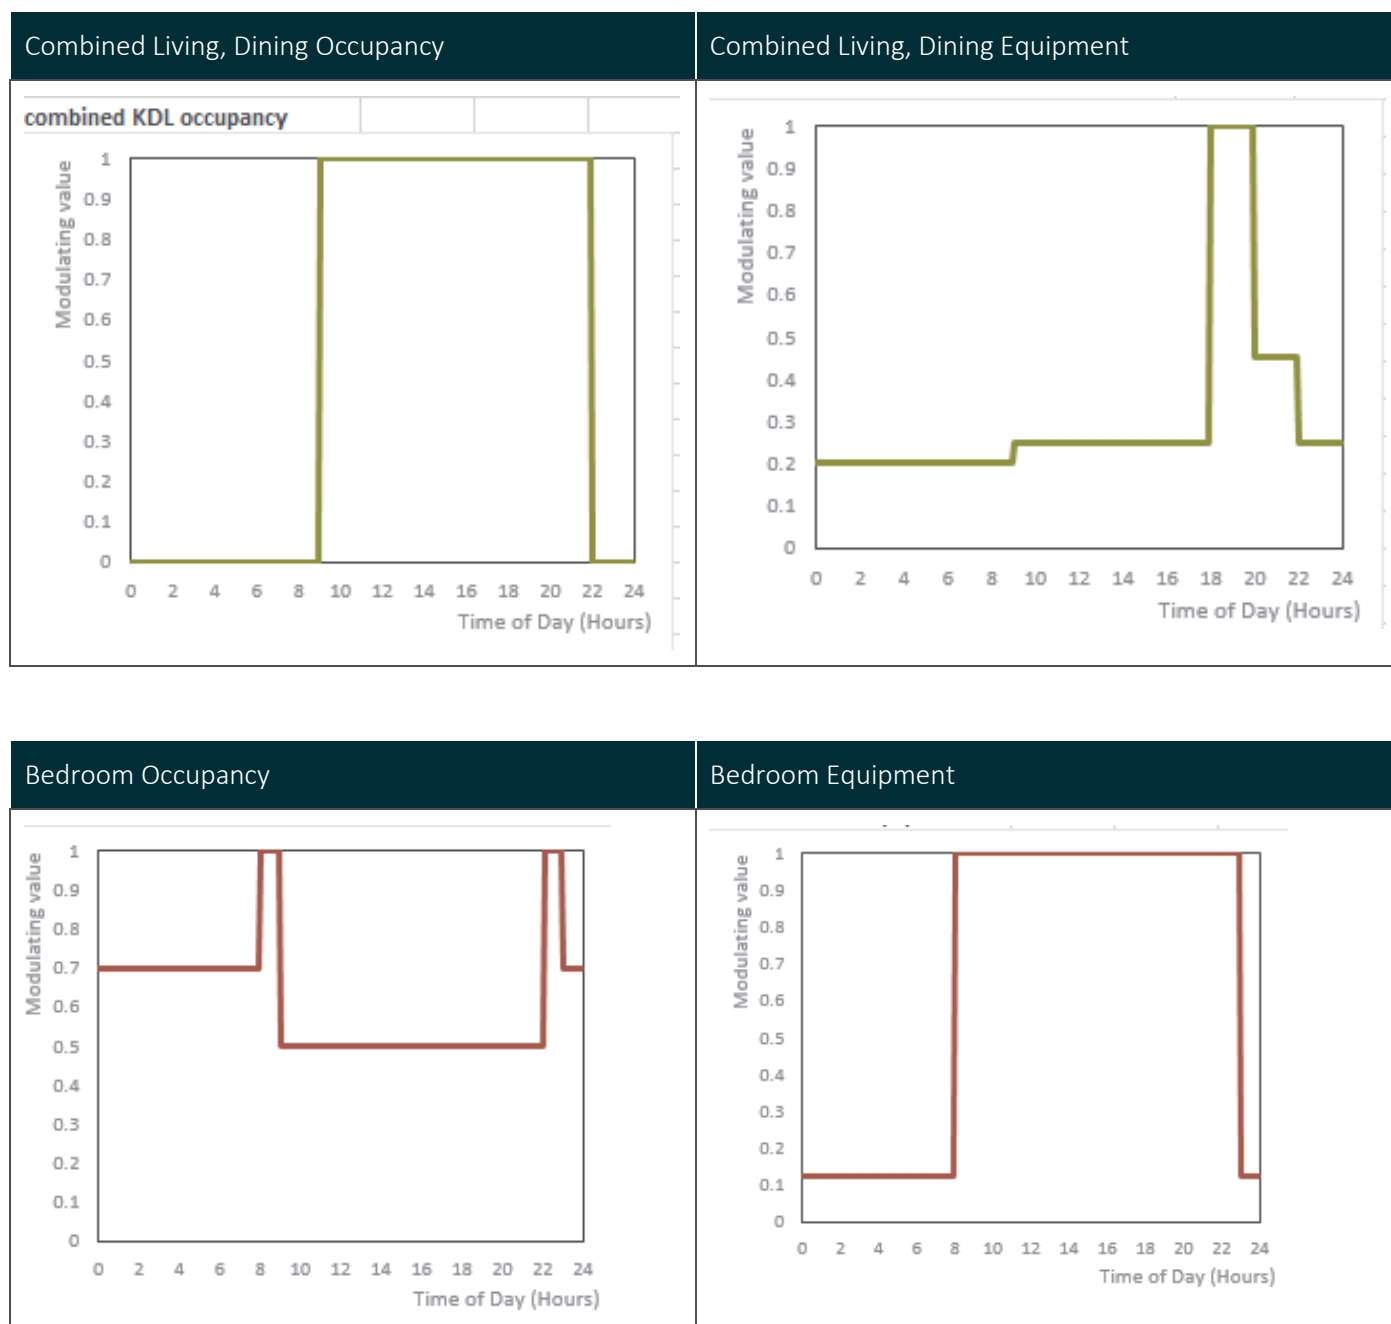 Combined Living, Dining Occupancy
Combined Living, Dining Equipment
combined KDL occupancy
Modulating value
1
0.9
0.8
0.7
0.6
0.5
0.4
0.3
0.2
0.1
0
0 2 4 6 8 10 12 14 16 18 20 22 24
Time of Day (Hours)
Modulating value
1
0.9
0.8
0.7
0.6
0.5
0.4
0.3
0.2
0.1
0
0 2 4 6 8 10 12 14 16 18 20 22 24
Time of Day (Hours)
Bedroom Occupancy
Bedroom Equipment
Modulating value
1
0.9
0.8
0.7
0.6
0.5
0.4
0.3
0.2
0.1
0
0 2 4 6 8 10 12 14 16 18 20 22 24
Time of Day (Hours)
Modulating value
1
0.9
0.8
0.7
0.6
0.5
0.4
0.3
0.2
0.1
0
0 2 4 6 8 10 12 14 16 18 20 22 24
Time of Day (Hours)